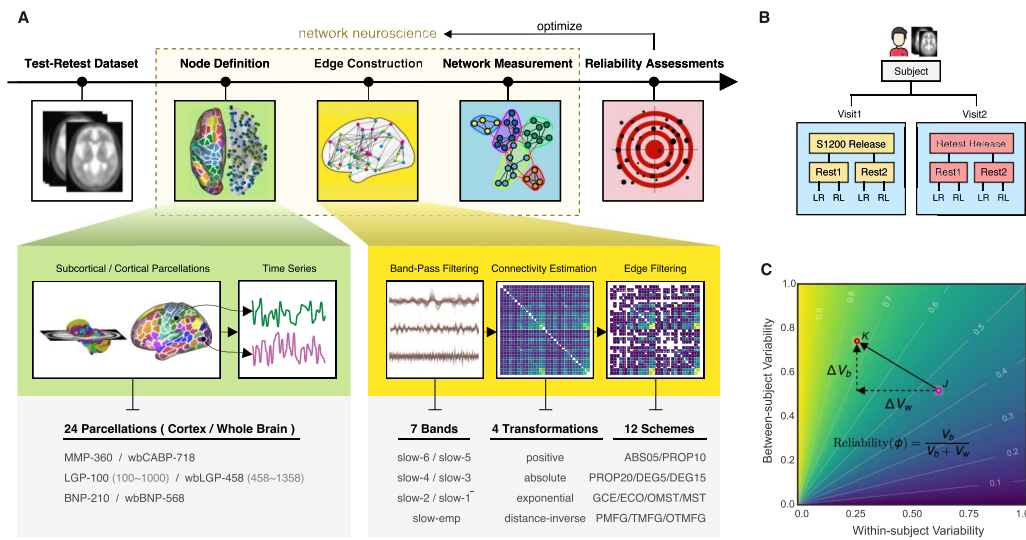 A
network neuroscience
optimize
Test-Retest Dataset
Node Definition
Edge Construction
Network Measurement
Reliability Assessments
Subcortical / Cortical Parcellations
Time Series
24 Parcellations ( Cortex / Whole Brain )
MMP-360 / wbCABP-718
LGP-100 (100~1000) / wbLGP-458 (458~1358)
BNP-210 / wbBNP-568
Band-Pass Filtering
Connectivity Estimation
Edge Filtering
7 Bands
4 Transformations
12 Schemes
slow-6 / slow-5
positive
ABS05/PROP10
slow-4 / slow-3
absolute
PROP20/DEG5/DEG15
slow-2 / slow-1
exponential
GCE/ECO/OMST/MST
slow-emp
distance-inverse
PMFG/TMFG/OTMFG
B
Subject
Visit1
Visit2
S1200 Release
Retest Release
Rest1
Rest2
Rest1
Rest2
LR RL LR RL
LR RL LR RL
C
Between-subject Variability
1.0
0.8
0.6
0.4
0.2
0.0
0.0 0.25 0.50 0.75 1.0
Within-subject Variability
0.9
0.8
0.7
0.6
0.5
0.4
0.3
0.2
0.1
K
J
ΔV_b
ΔV_w
Reliability(ϕ) = V_b / (V_b + V_w)